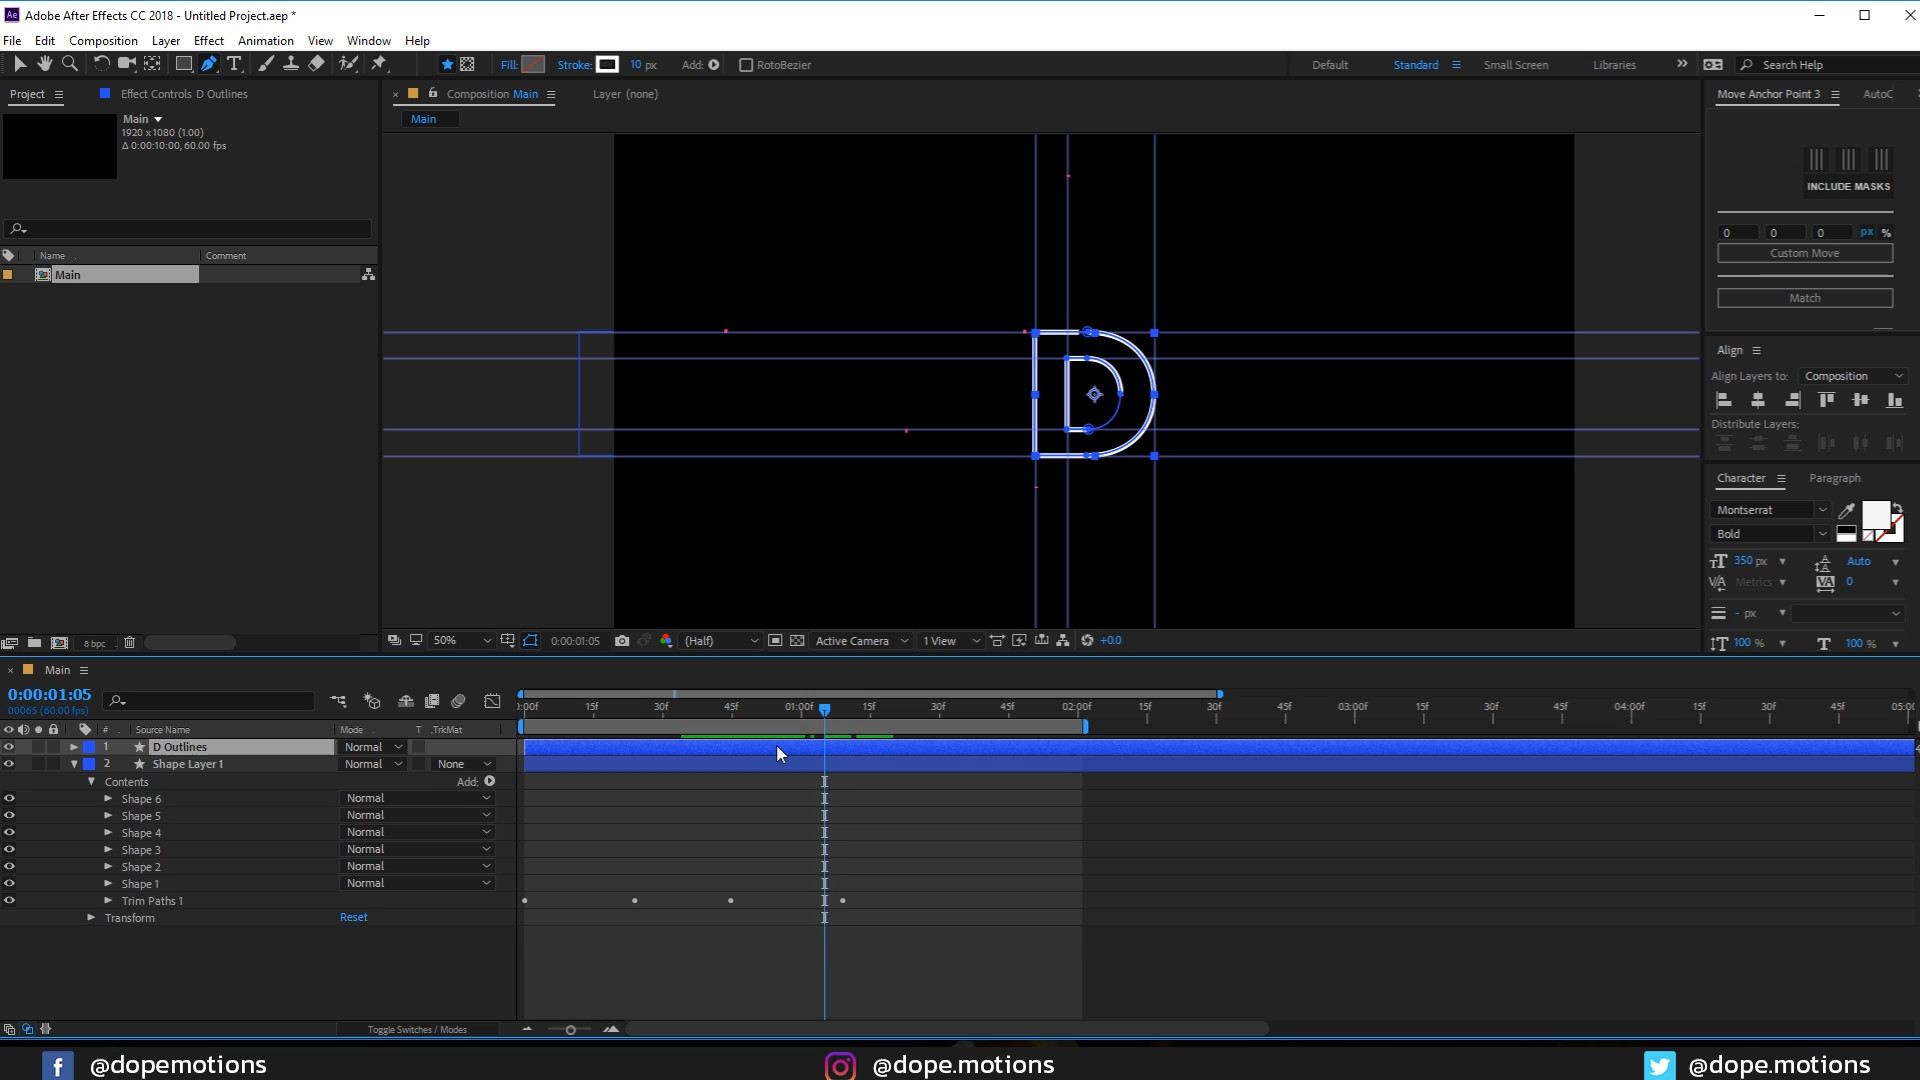 Adobe After Effects CC 2018 - Untitled Project.aep *
File Edit Composition Layer Effect Animation View Window Help
Fill: Stroke: 10 px Add: RotoBezier Default Standard Small Screen Libraries Search Help
Project Effect Controls D Outlines Composition Main Layer (none) Move Anchor Point 3 AutoC
Main
1920 x 1080 (1.00)
Δ 0:00:10:00, 60.00 fps
Main
INCLUDE MASKS
0 0 0 px %
Custom Move
Match
Name Comment
Main
Align
Align Layers to: Composition
Distribute Layers:
Character Paragraph
Montserrat
Bold
350 px Auto
Metrics 0
- px
100 % 100 %
D
8 bpc 50% 0:00:01:05 (Half) Active Camera 1 View +0.0
Main
0:00:01:05
00065 (60.00 fps)
:00f 15f 30f 45f 01:00f 15f 30f 45f 02:00f 15f 30f 45f 03:00f 15f 30f 45f 04:00f 15f 30f 45f 05:00
# Source Name Mode T .TrkMat
1 D Outlines Normal
2 Shape Layer 1 Normal None
Contents Add:
Shape 6 Normal
Shape 5 Normal
Shape 4 Normal
Shape 3 Normal
Shape 2 Normal
Shape 1 Normal
Trim Paths 1
Transform Reset
Toggle Switches / Modes
@dopemotions @dope.motions @dope.motions